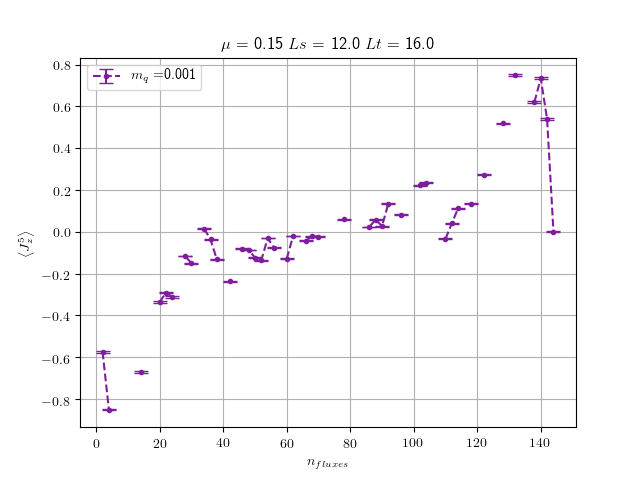 μ = 0.15 Ls = 12.0 Lt = 16.0
m_q = 0.001
0.8
0.6
0.4
0.2
0.0
−0.2
−0.4
−0.6
−0.8
⟨J_z^5⟩
0 20 40 60 80 100 120 140
n_fluxes